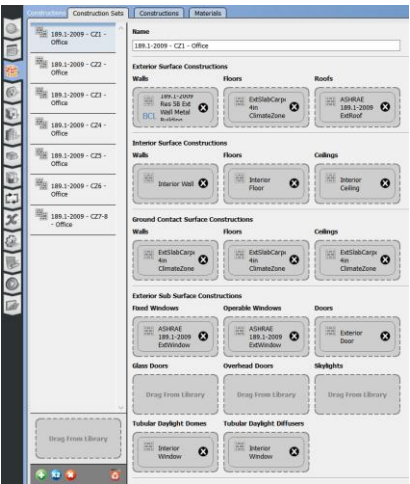 Constructions
Construction Sets
Constructions
Materials
189.1-2009 - CZ1 -
Office
189.1-2009 - CZ2 -
Office
189.1-2009 - CZ3 -
Office
189.1-2009 - CZ4 -
Office
189.1-2009 - CZ5 -
Office
189.1-2009 - CZ6 -
Office
189.1-2009 - CZ7-8
- Office
Drag From Library
Name
189.1-2009 - CZ1 - Office
Exterior Surface Constructions
Walls Floors Roofs
189.1-2009
Res SB Ext
Wall Metal
Building
BCL
ExtSlabCarp
4in
ClimateZone
ASHRAE
189.1-2009
ExtRoof
Interior Surface Constructions
Walls Floors Ceilings
Interior Wall
Interior
Floor
Interior
Ceiling
Ground Contact Surface Constructions
Walls Floors Ceilings
ExtSlabCarp
4in
ClimateZone
ExtSlabCarp
4in
ClimateZone
ExtSlabCarp
4in
ClimateZone
Exterior Sub Surface Constructions
Fixed Windows Operable Windows Doors
ASHRAE
189.1-2009
ExtWindow
ASHRAE
189.1-2009
ExtWindow
Exterior
Door
Glass Doors Overhead Doors Skylights
Drag From Library
Drag From Library
Drag From Library
Tubular Daylight Domes Tubular Daylight Diffusers
Interior
Window
Interior
Window